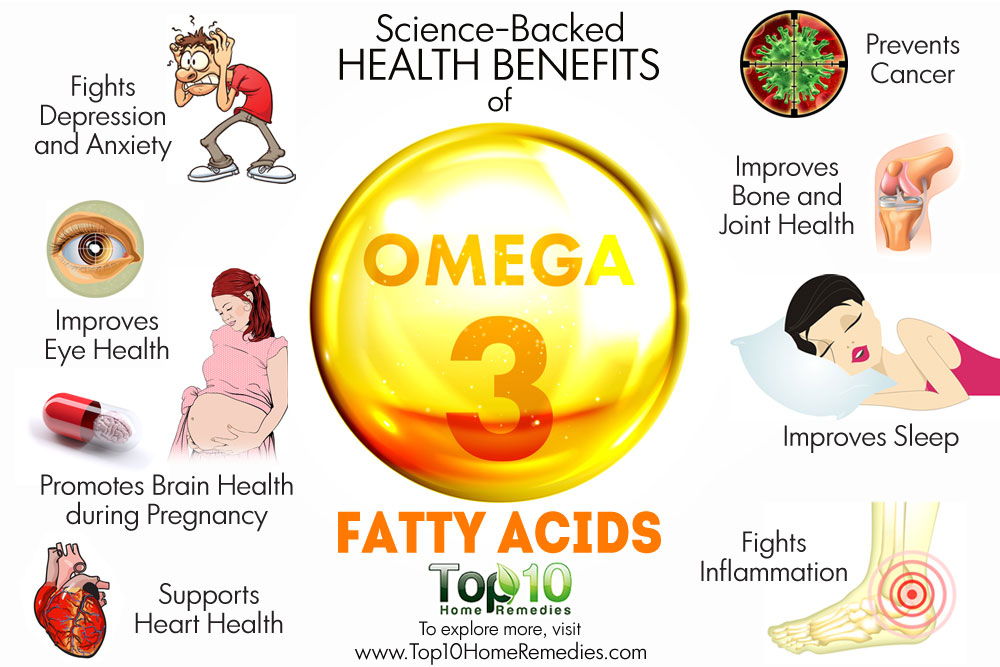 Science-Backed
HEALTH BENEFITS
of
OMEGA
3
FATTY ACIDS
Fights
Depression
and Anxiety
Improves
Eye Health
Promotes Brain Health
during Pregnancy
Supports
Heart Health
Prevents
Cancer
Improves
Bone and
Joint Health
Improves Sleep
Fights
Inflammation
Top10
Home Remedies
To explore more, visit
www.Top10HomeRemedies.com